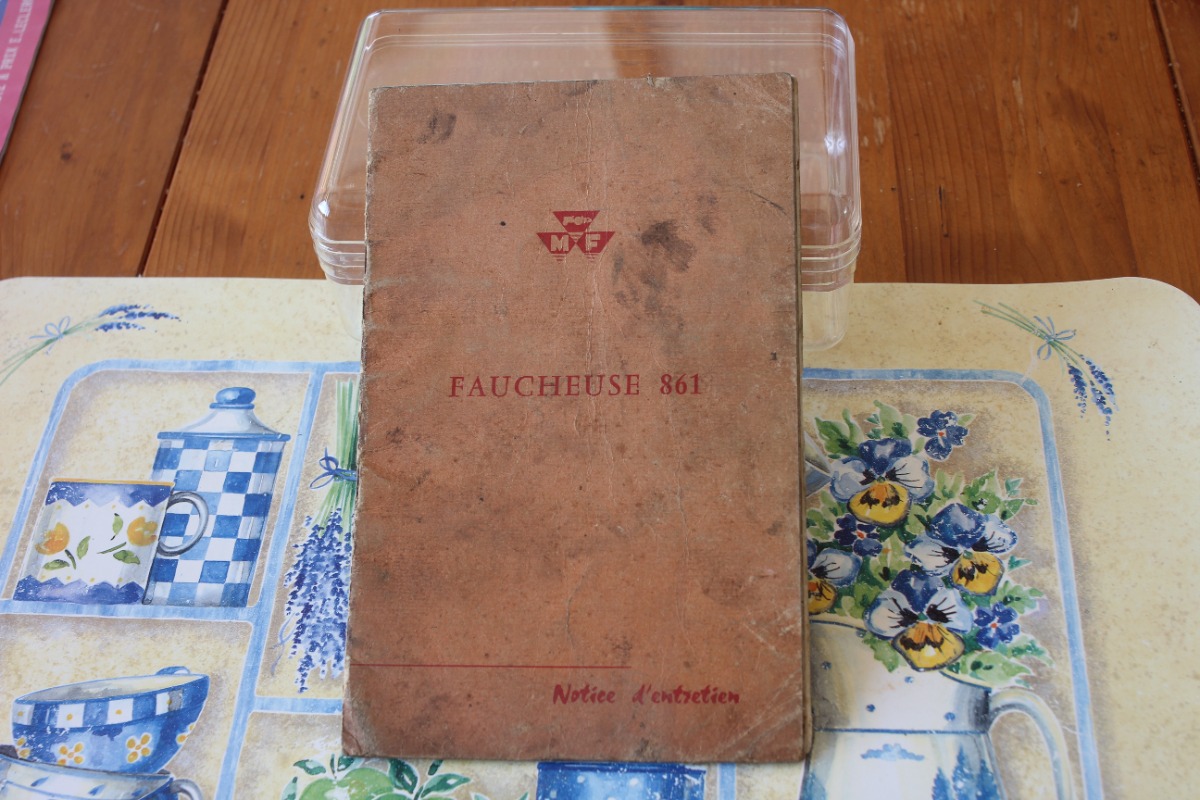 MF
FAUCHEUSE 861
Notice d'entretien